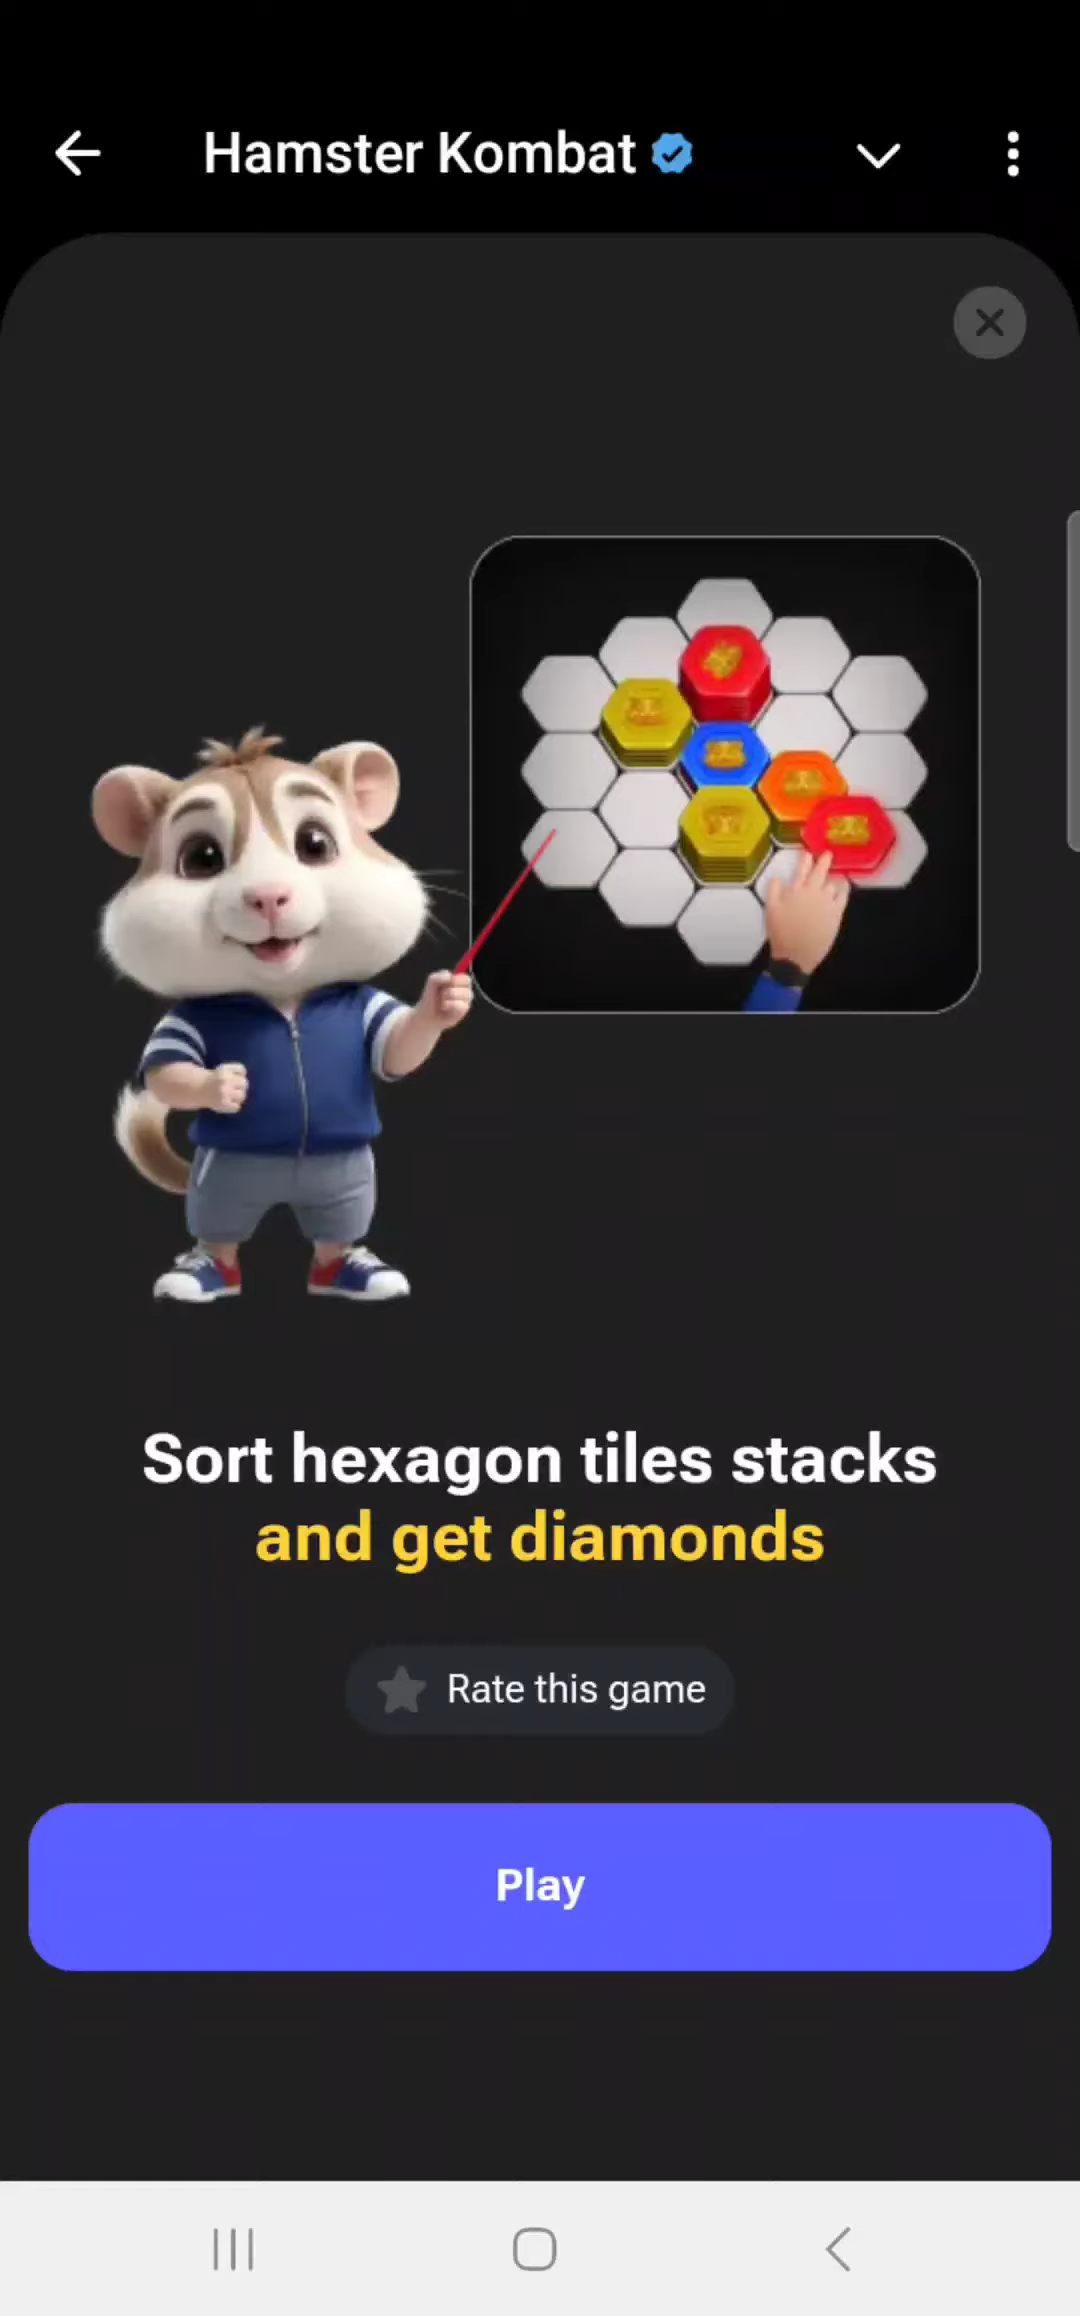 Hamster Kombat
Sort hexagon tiles stacks
and get diamonds
Rate this game
Play